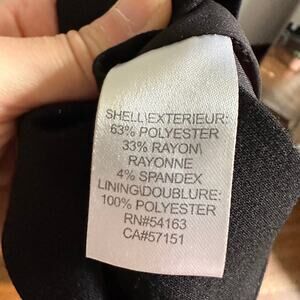 SHELL\EXTERIEUR:
63% POLYESTER
33% RAYON\
RAYONNE
4% SPANDEX
LINING\DOUBLURE:
100% POLYESTER
RN#54163
CA#57151